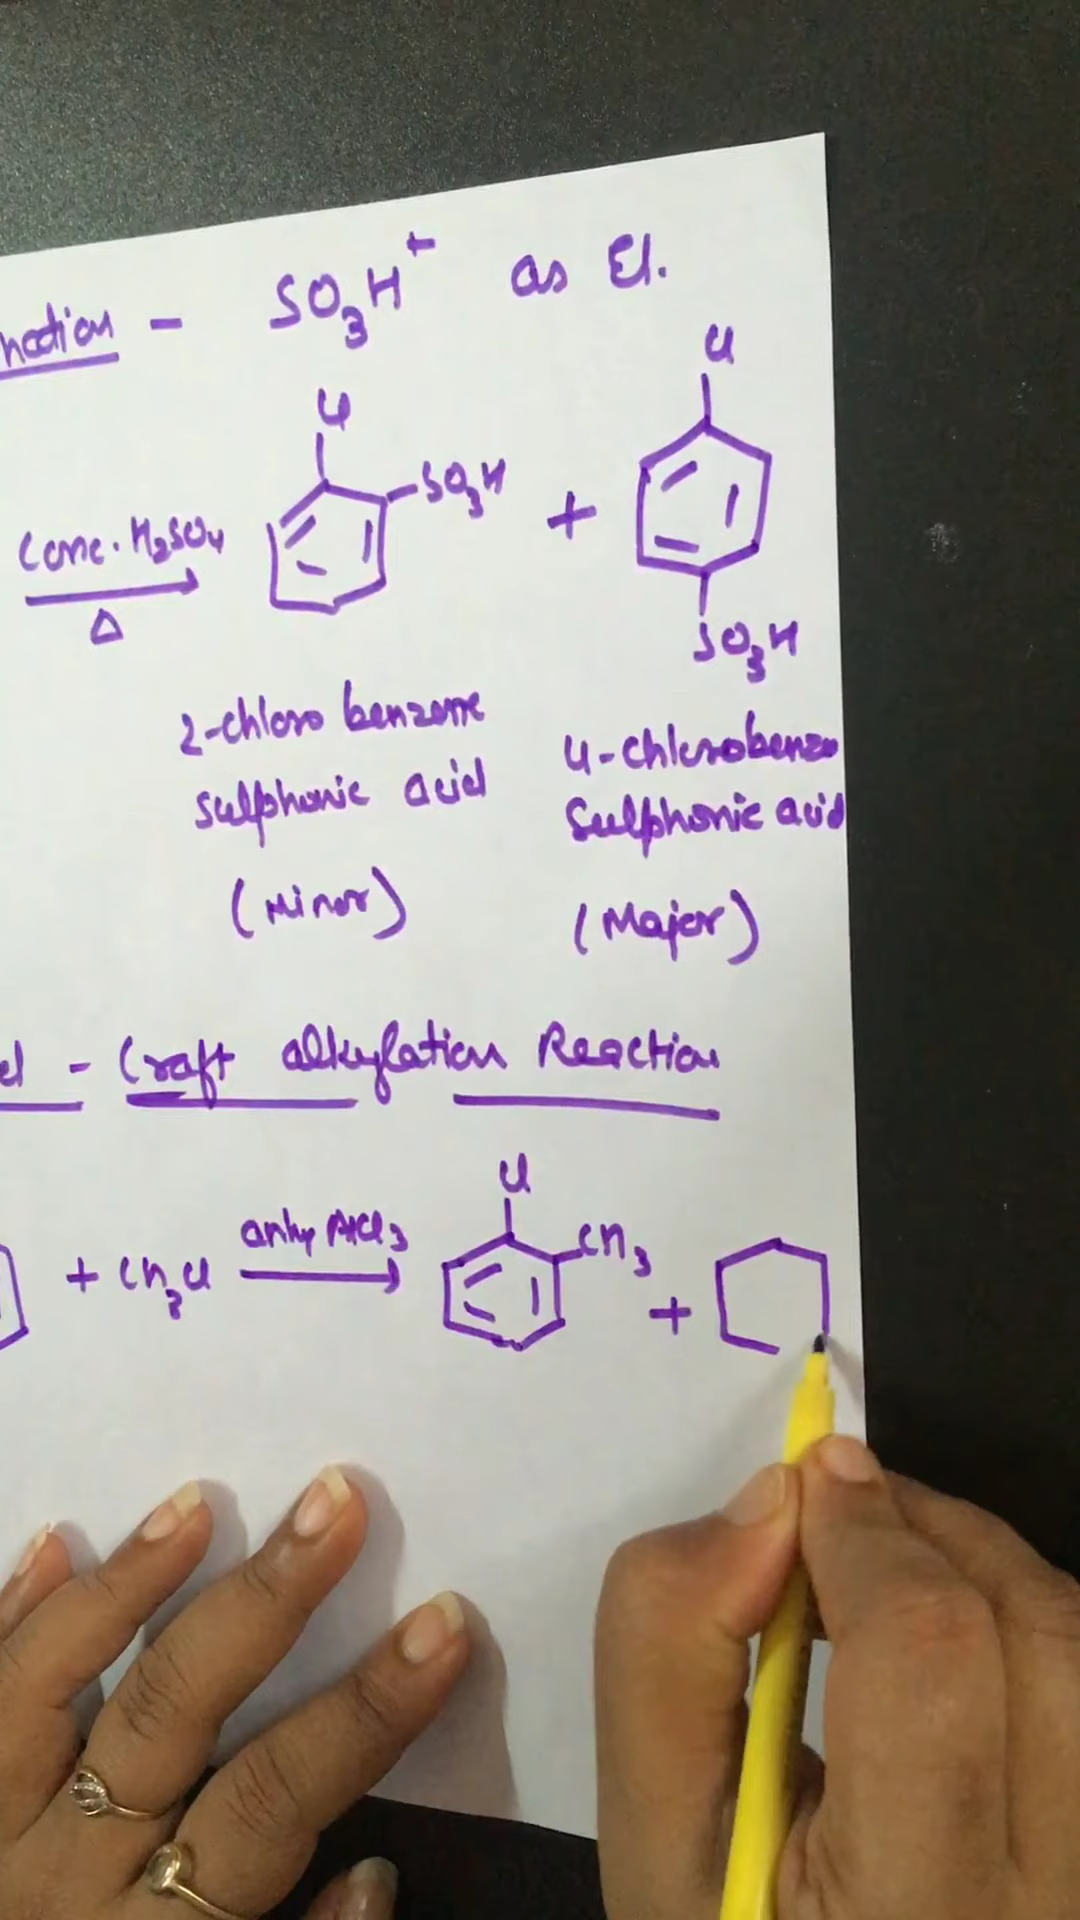 nation - SO3H+ as El.
Cl Cl
SO3H
Conc. H2SO4 +
Δ
SO3H
2-chloro benzene
sulphonic acid
4-chlorobenze
Sulphonic acid
(Minor) (Major)
el - Craft alkylation Reaction
Cl
+ CH3Cl anhy AlCl3 CH3 +